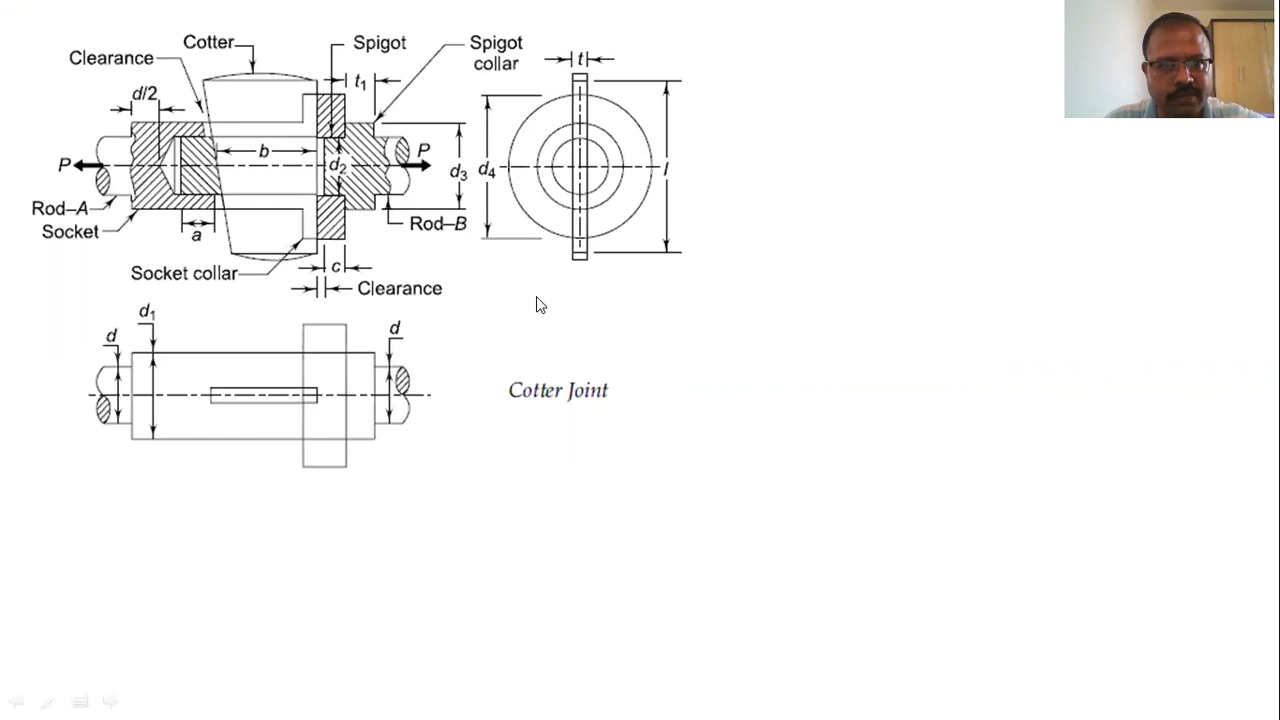 Cotter
Spigot
Spigot
collar
Clearance
t
t1
d/2
b
P
P
d2
d3
d4
l
Rod–A
Socket
a
Rod–B
Socket collar
c
Clearance
d1
d
d
Cotter Joint